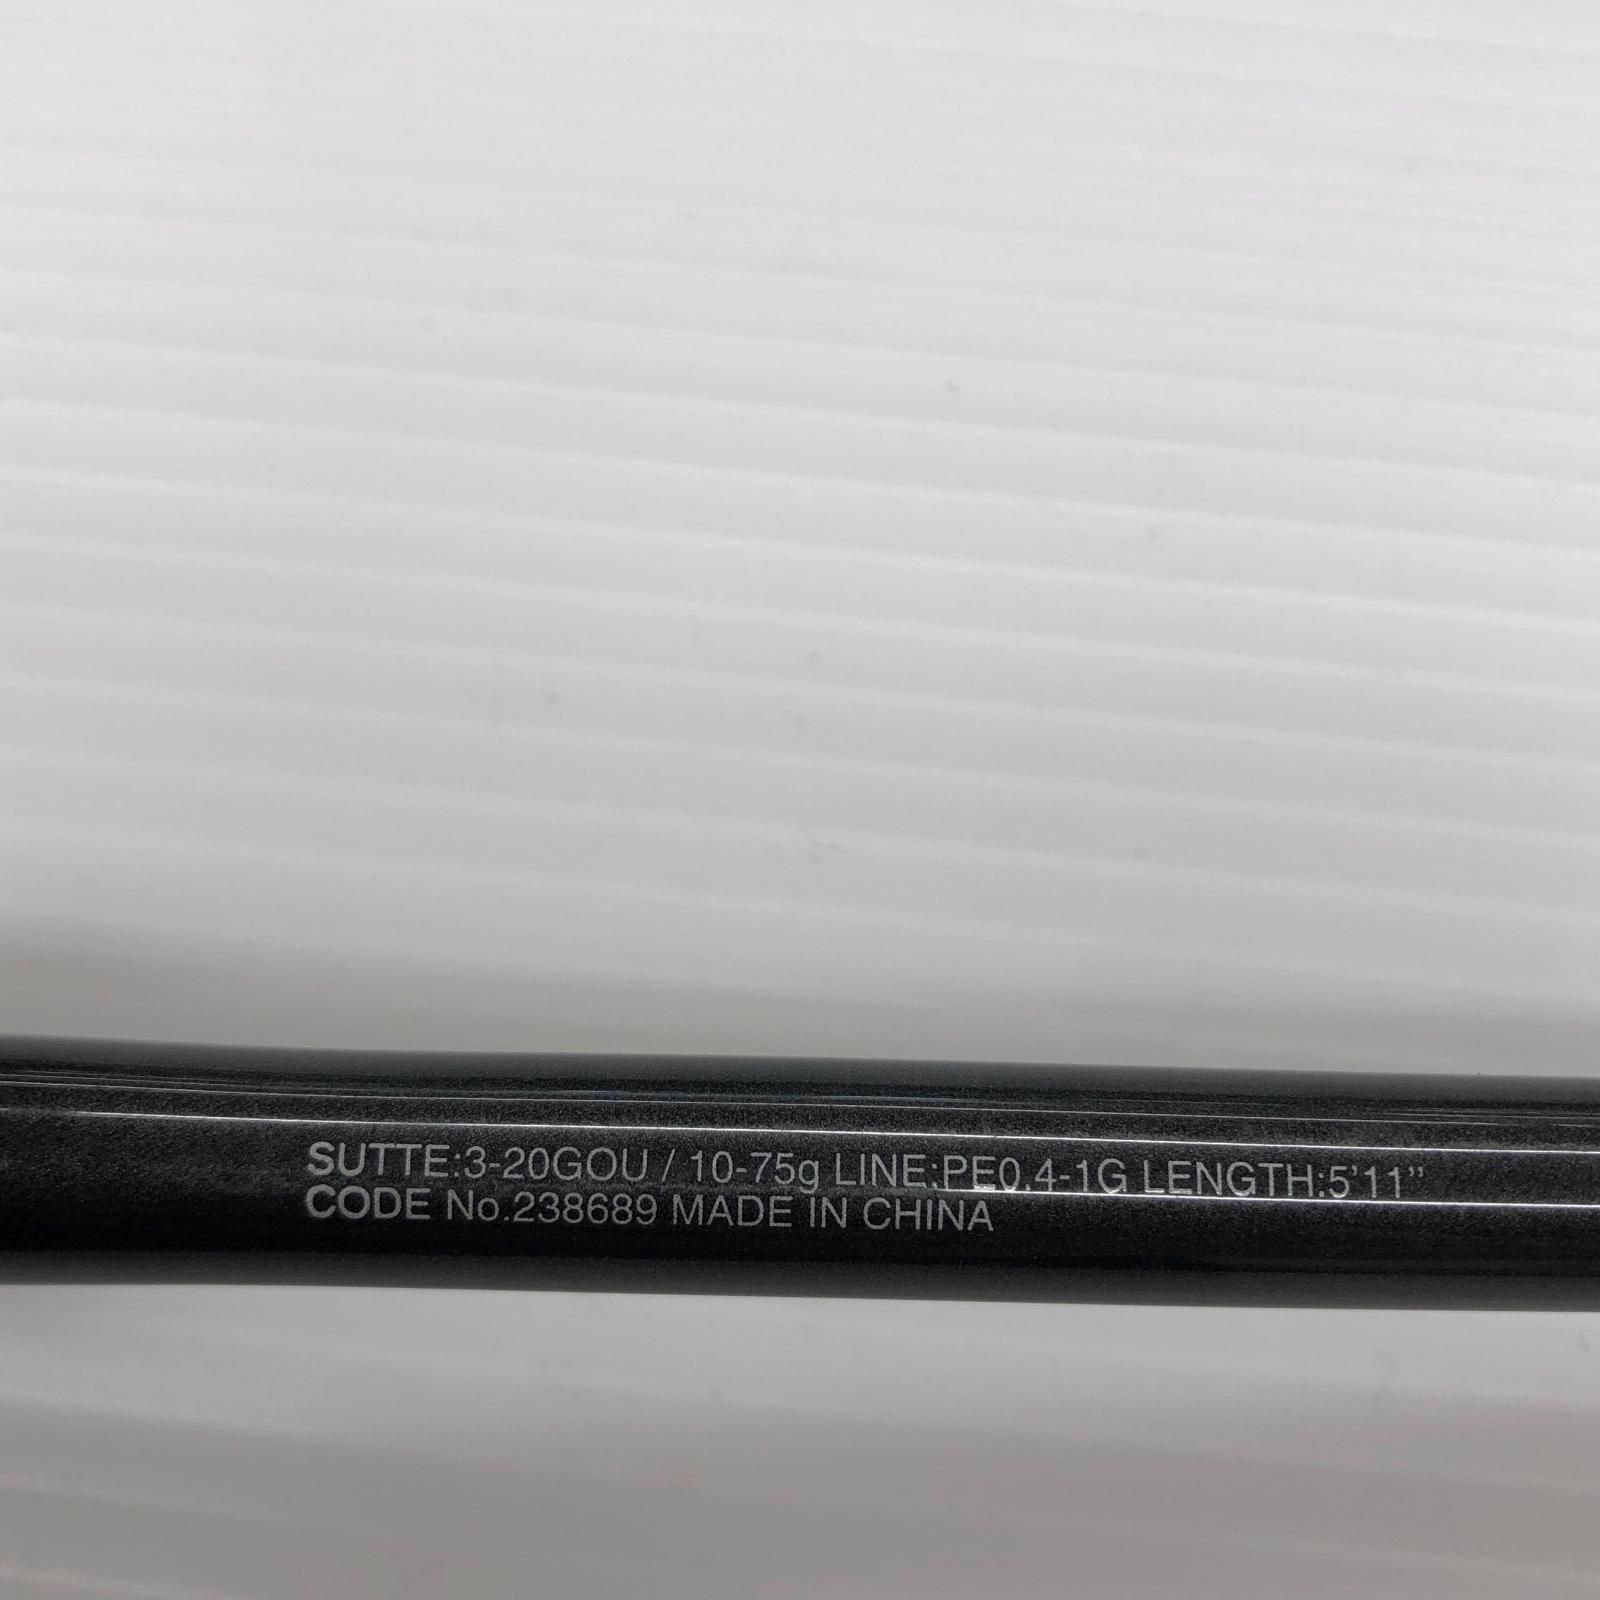 SUTTE:3-20GOU / 10-75g LINE:PE0.4-1G LENGTH:5'11"
CODE No.238689 MADE IN CHINA